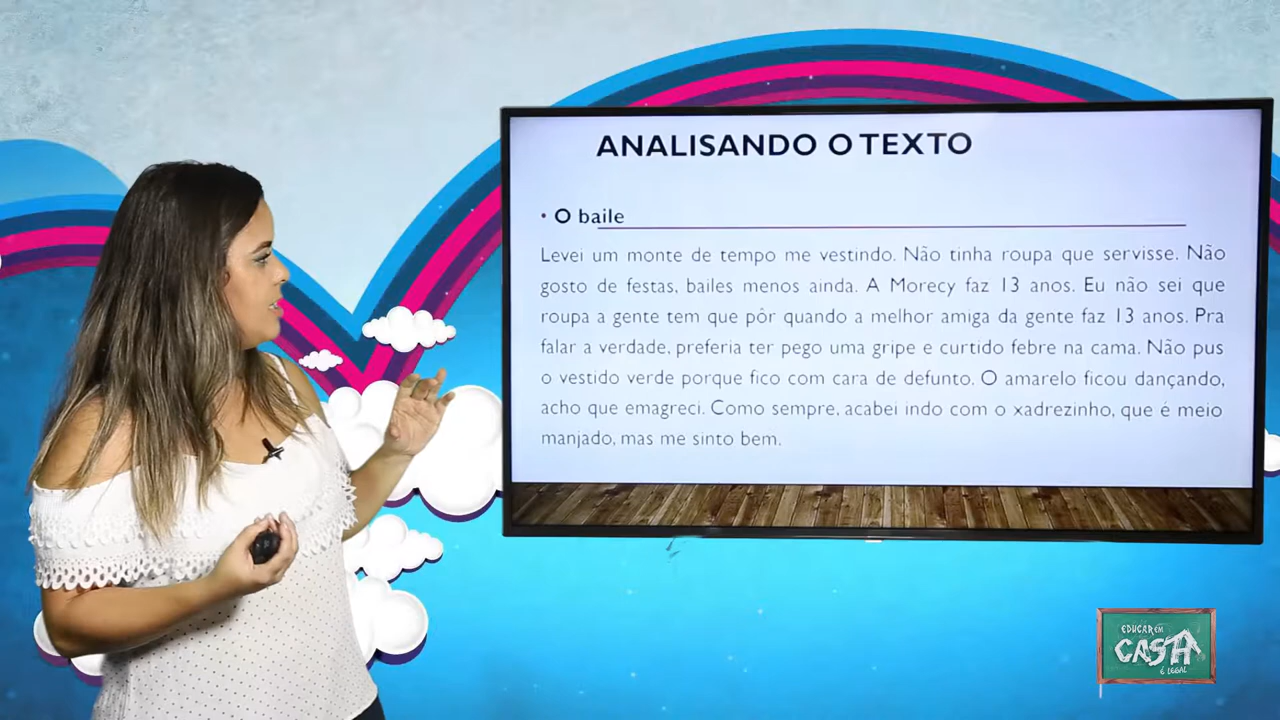 ANALISANDO O TEXTO
• O baile
Levei um monte de tempo me vestindo. Não tinha roupa que servisse. Não
gosto de festas, bailes menos ainda. A Morecy faz 13 anos. Eu não sei que
roupa a gente tem que pôr quando a melhor amiga da gente faz 13 anos. Pra
falar a verdade, preferia ter pego uma gripe e curtido febre na cama. Não pus
o vestido verde porque fico com cara de defunto. O amarelo ficou dançando,
acho que emagreci. Como sempre, acabei indo com o xadrezinho, que é meio
manjado, mas me sinto bem.
EDUCAR EM
CASA
É LEGAL